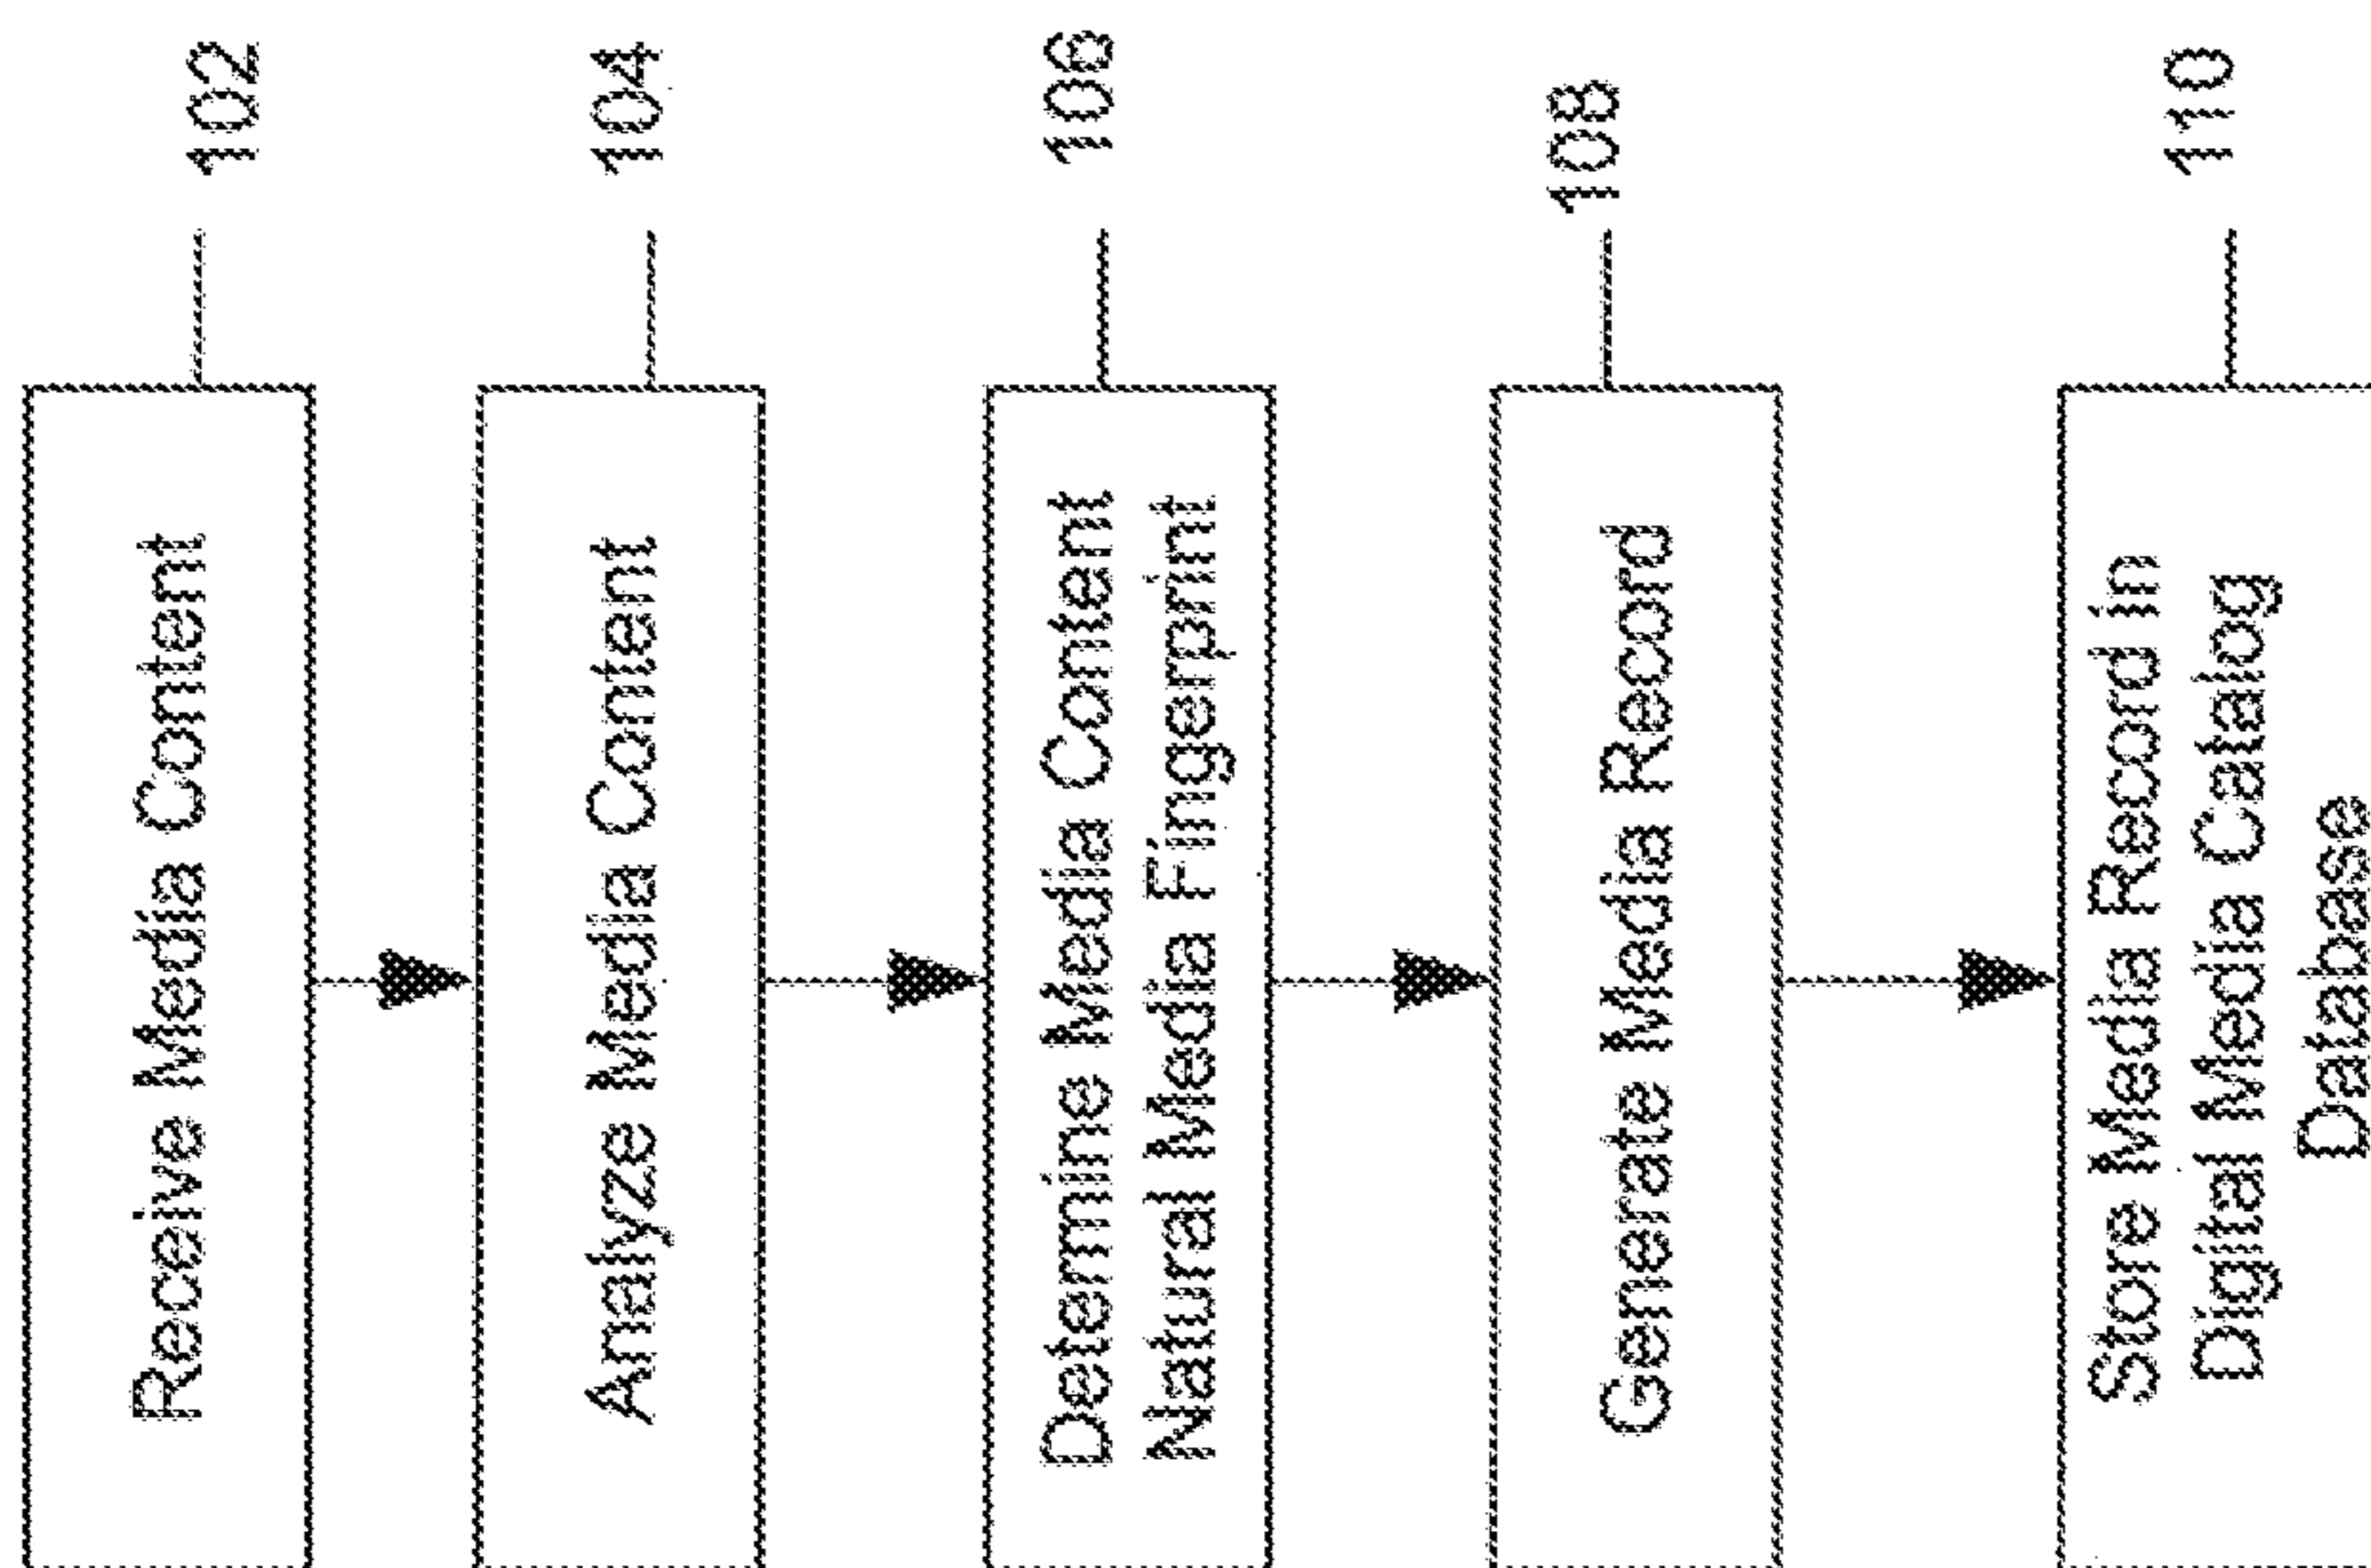 Receive Media Content
102
Analyze Media Content
104
Determine Media Content
Natural Media Fingerprint
106
Generate Media Record
108
Store Media Record in
Digital Media Catalog
Database
110